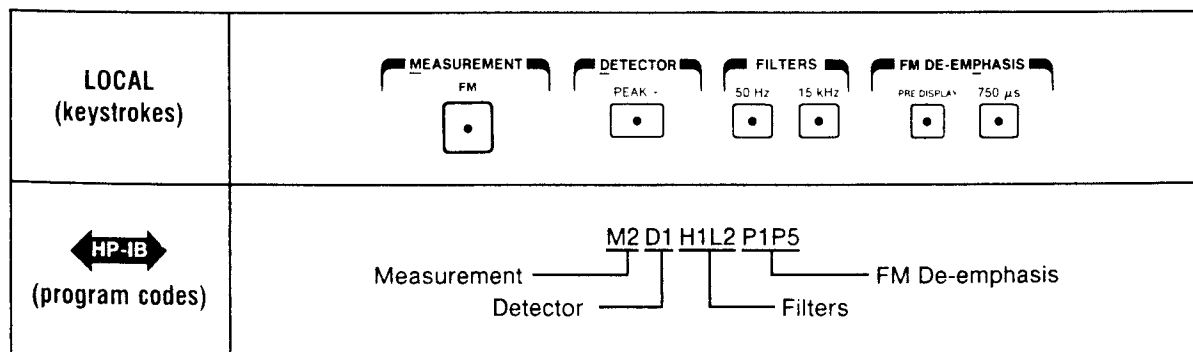 LOCAL
(keystrokes)
MEASUREMENT
FM
DETECTOR
PEAK -
FILTERS
50 Hz 15 kHz
FM DE-EMPHASIS
PRE DISPLAY 750 µs
HP-IB
(program codes)
M2 D1 H1L2 P1P5
Measurement
FM De-emphasis
Detector
Filters